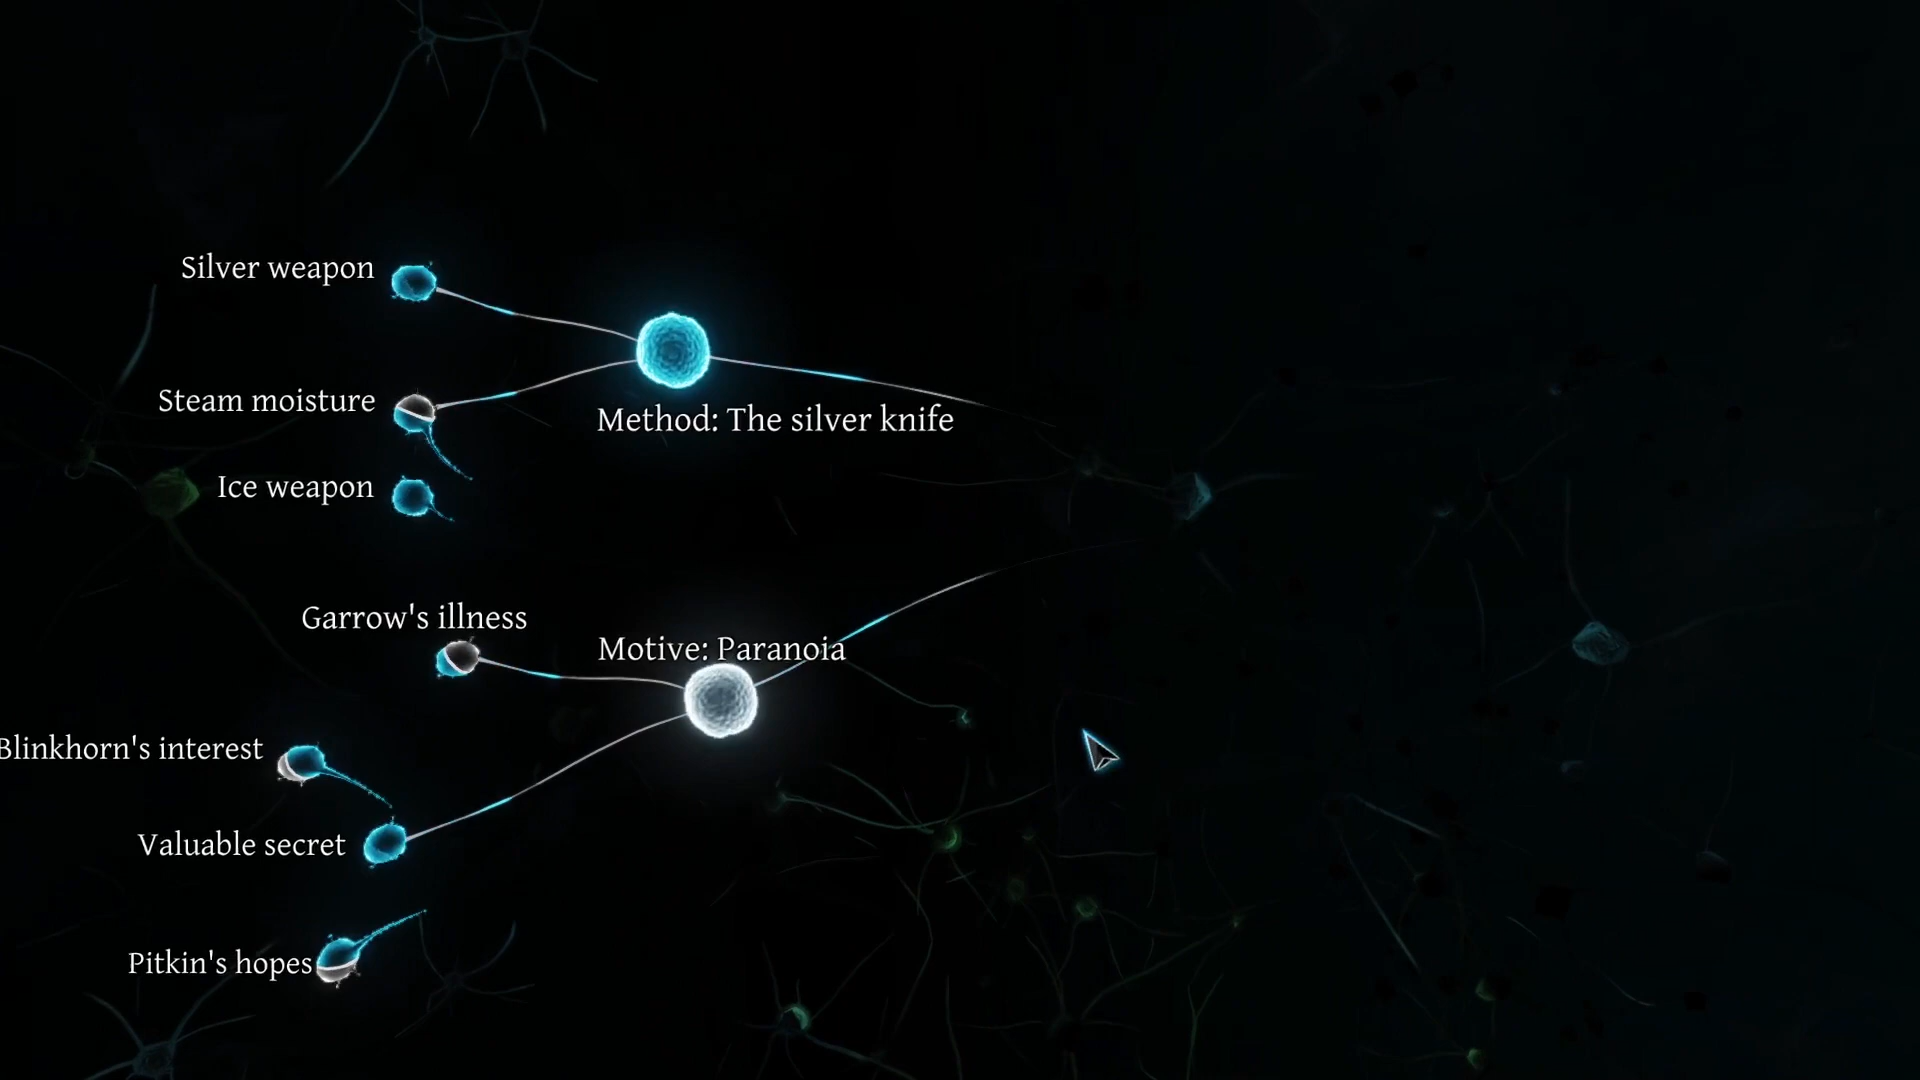 Silver weapon
Steam moisture
Method: The silver knife
Ice weapon
Garrow's illness
Motive: Paranoia
Blinkhorn's interest
Valuable secret
Pitkin's hopes